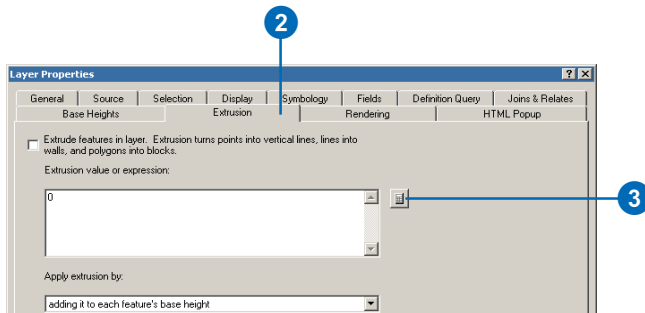 2
Layer Properties
General Source Selection Display Symbology Fields Definition Query Joins & Relates
Base Heights Extrusion Rendering HTML Popup
Extrude features in layer. Extrusion turns points into vertical lines, lines into
walls, and polygons into blocks.
Extrusion value or expression:
0
3
Apply extrusion by:
adding it to each feature's base height